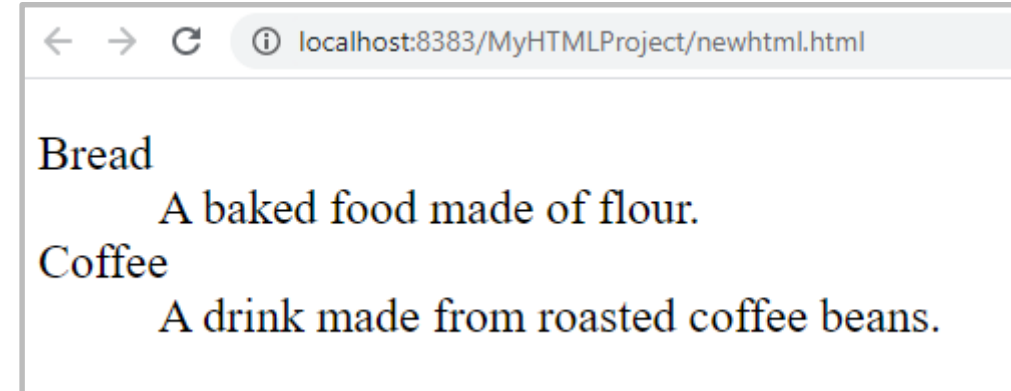 localhost:8383/MyHTMLProject/newhtml.html
Bread
A baked food made of flour.
Coffee
A drink made from roasted coffee beans.